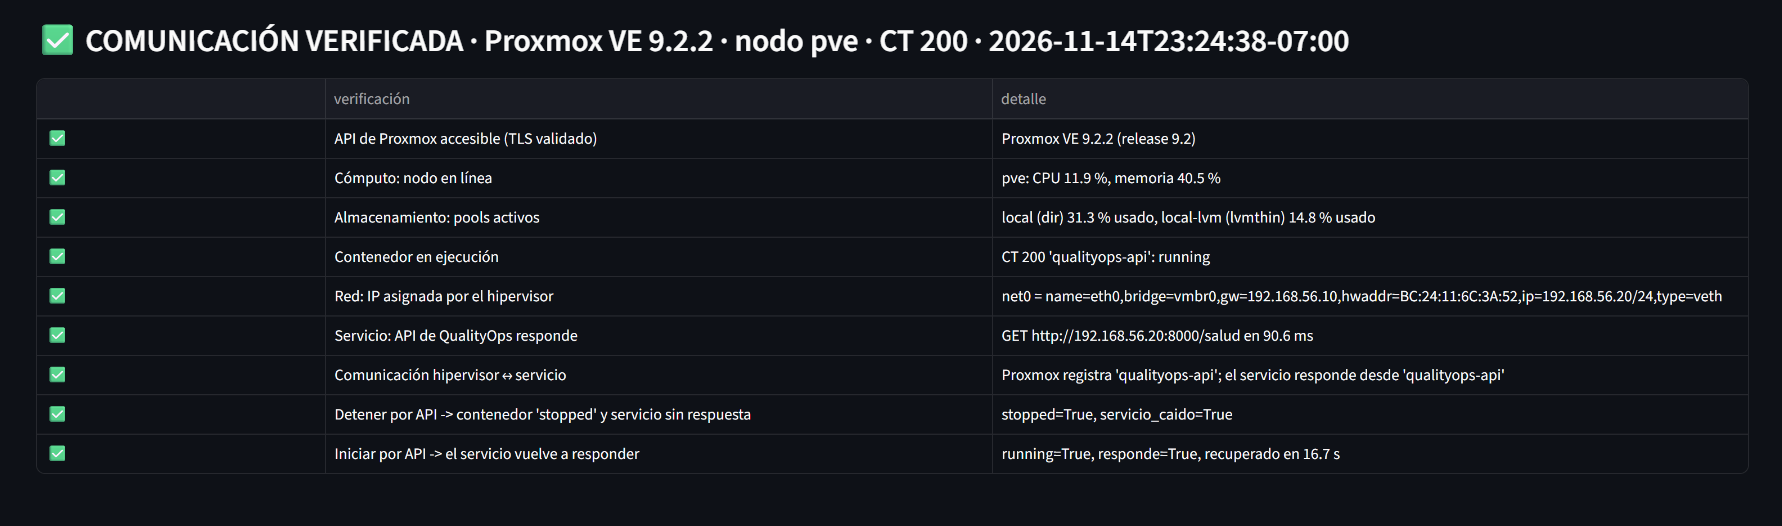 ✅ COMUNICACIÓN VERIFICADA · Proxmox VE 9.2.2 · nodo pve · CT 200 · 2026-11-14T23:24:38-07:00
verificación detalle
✅ API de Proxmox accesible (TLS validado) Proxmox VE 9.2.2 (release 9.2)
✅ Cómputo: nodo en línea pve: CPU 11.9 %, memoria 40.5 %
✅ Almacenamiento: pools activos local (dir) 31.3 % usado, local-lvm (lvmthin) 14.8 % usado
✅ Contenedor en ejecución CT 200 'qualityops-api': running
✅ Red: IP asignada por el hipervisor net0 = name=eth0,bridge=vmbr0,gw=192.168.56.10,hwaddr=BC:24:11:6C:3A:52,ip=192.168.56.20/24,type=veth
✅ Servicio: API de QualityOps responde GET http://192.168.56.20:8000/salud en 90.6 ms
✅ Comunicación hipervisor ↔ servicio Proxmox registra 'qualityops-api'; el servicio responde desde 'qualityops-api'
✅ Detener por API -> contenedor 'stopped' y servicio sin respuesta stopped=True, servicio_caido=True
✅ Iniciar por API -> el servicio vuelve a responder running=True, responde=True, recuperado en 16.7 s